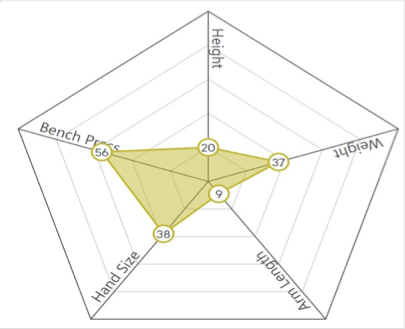 Height
20
Bench Press
56
37
Weight
9
38
Hand Size
Arm Length